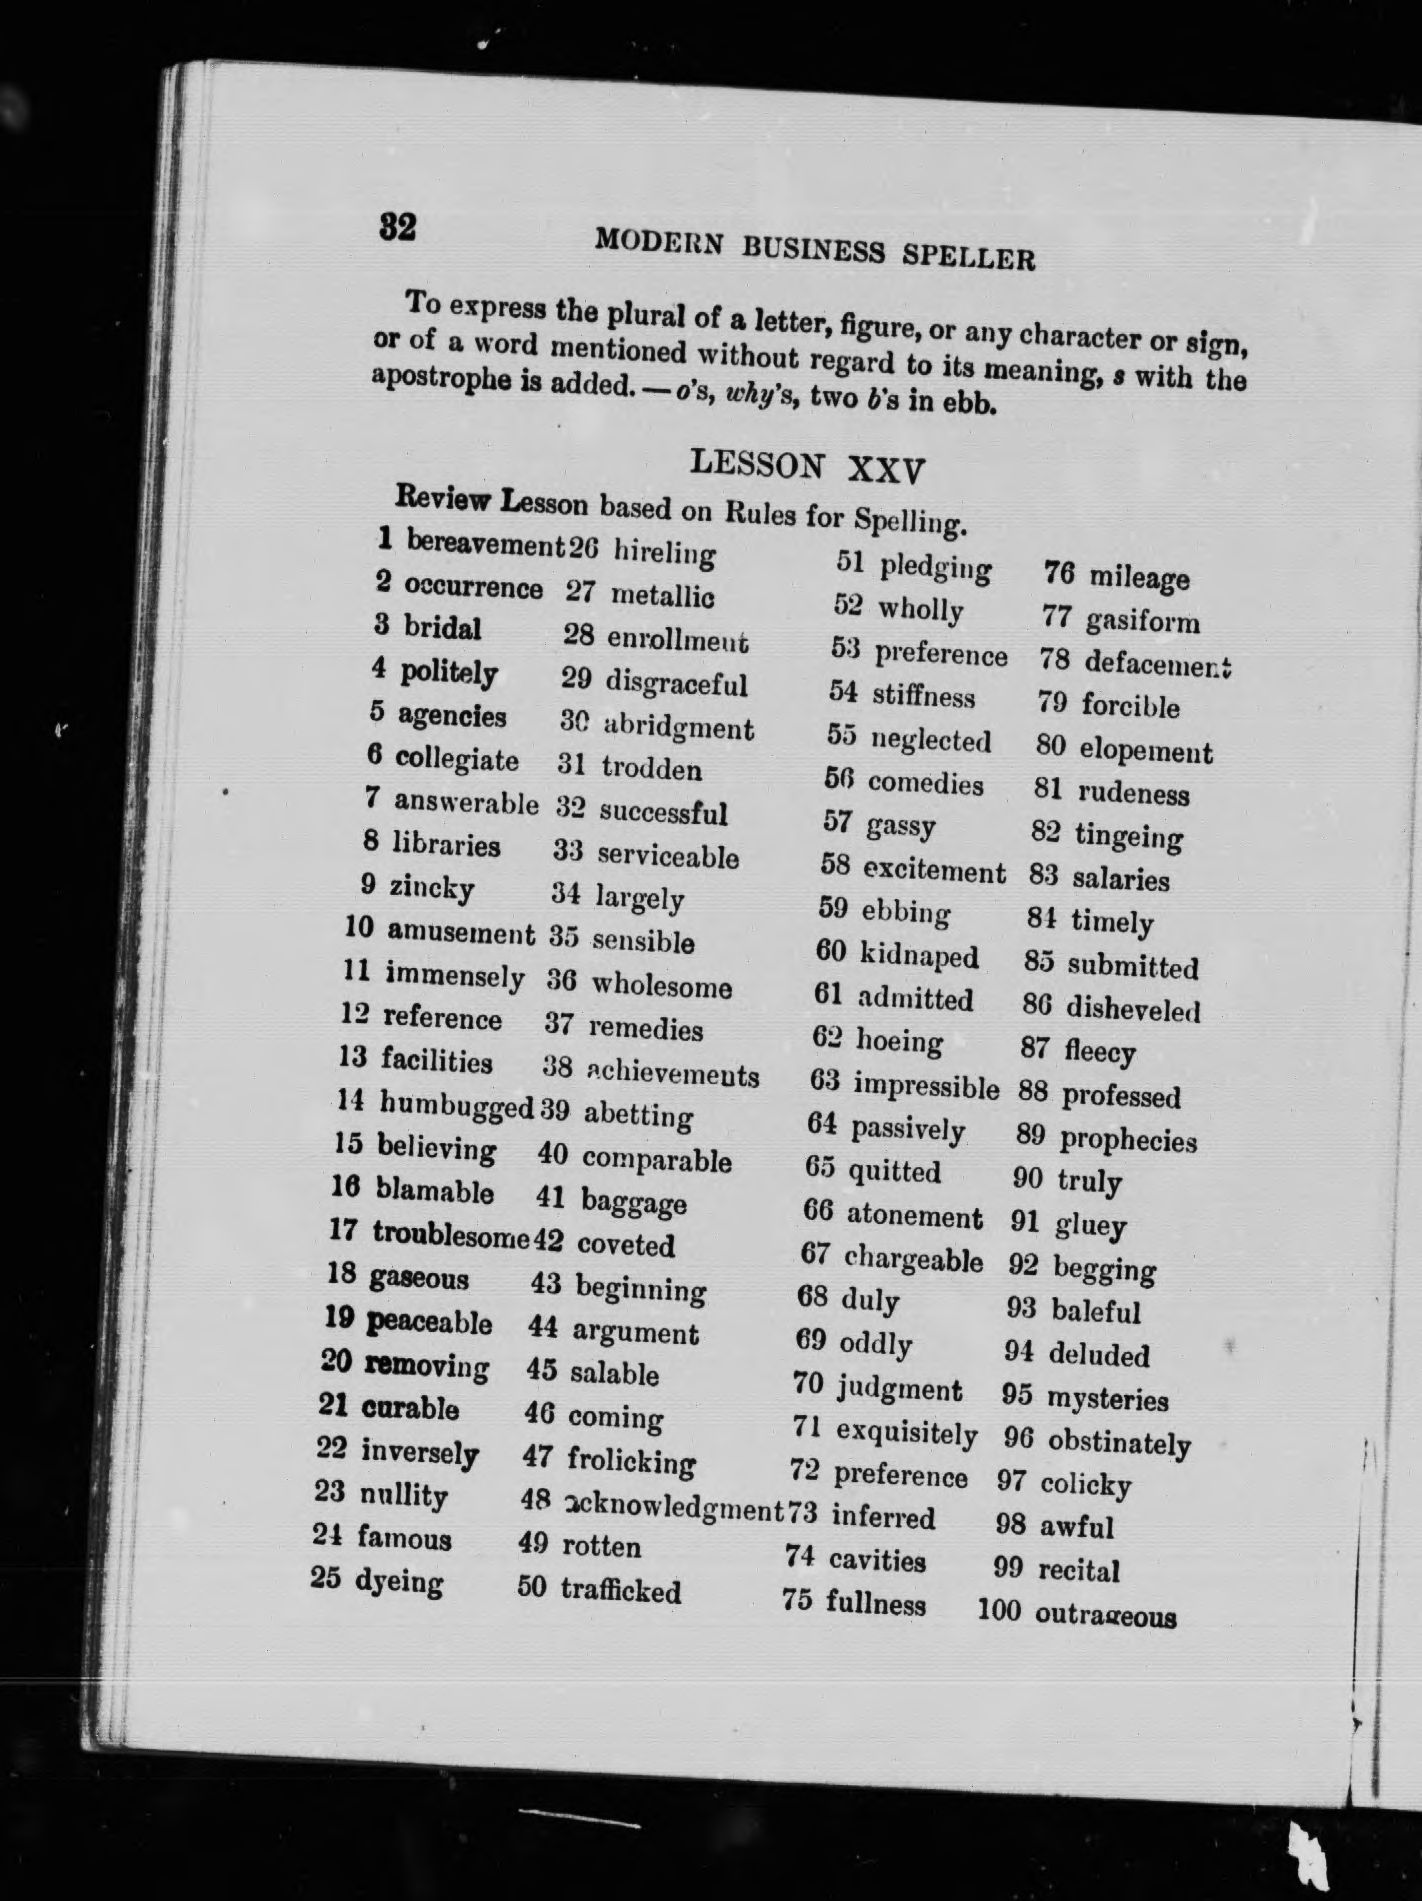 32
MODERN BUSINESS SPELLER
To express the plural of a letter, figure, or any character or sign,
or of a word mentioned without regard to its meaning, s with the
apostrophe is added. — o's, why's, two b's in ebb.
LESSON XXV
Review Lesson based on Rules for Spelling.
1 bereavement 26 hireling 51 pledging 76 mileage
2 occurrence 27 metallic 52 wholly 77 gasiform
3 bridal 28 enrollment 53 preference 78 defacement
4 politely 29 disgraceful 54 stiffness 79 forcible
5 agencies 30 abridgment 55 neglected 80 elopement
6 collegiate 31 trodden 56 comedies 81 rudeness
7 answerable 32 successful 57 gassy 82 tingeing
8 libraries 33 serviceable 58 excitement 83 salaries
9 zincky 34 largely 59 ebbing 84 timely
10 amusement 35 sensible 60 kidnaped 85 submitted
11 immensely 36 wholesome 61 admitted 86 disheveled
12 reference 37 remedies 62 hoeing 87 fleecy
13 facilities 38 achievements 63 impressible 88 professed
14 humbugged 39 abetting 64 passively 89 prophecies
15 believing 40 comparable 65 quitted 90 truly
16 blamable 41 baggage 66 atonement 91 gluey
17 troublesome 42 coveted 67 chargeable 92 begging
18 gaseous 43 beginning 68 duly 93 baleful
19 peaceable 44 argument 69 oddly 94 deluded
20 removing 45 salable 70 judgment 95 mysteries
21 curable 46 coming 71 exquisitely 96 obstinately
22 inversely 47 frolicking 72 preference 97 colicky
23 nullity 48 acknowledgment 73 inferred 98 awful
24 famous 49 rotten 74 cavities 99 recital
25 dyeing 50 trafficked 75 fullness 100 outrageous